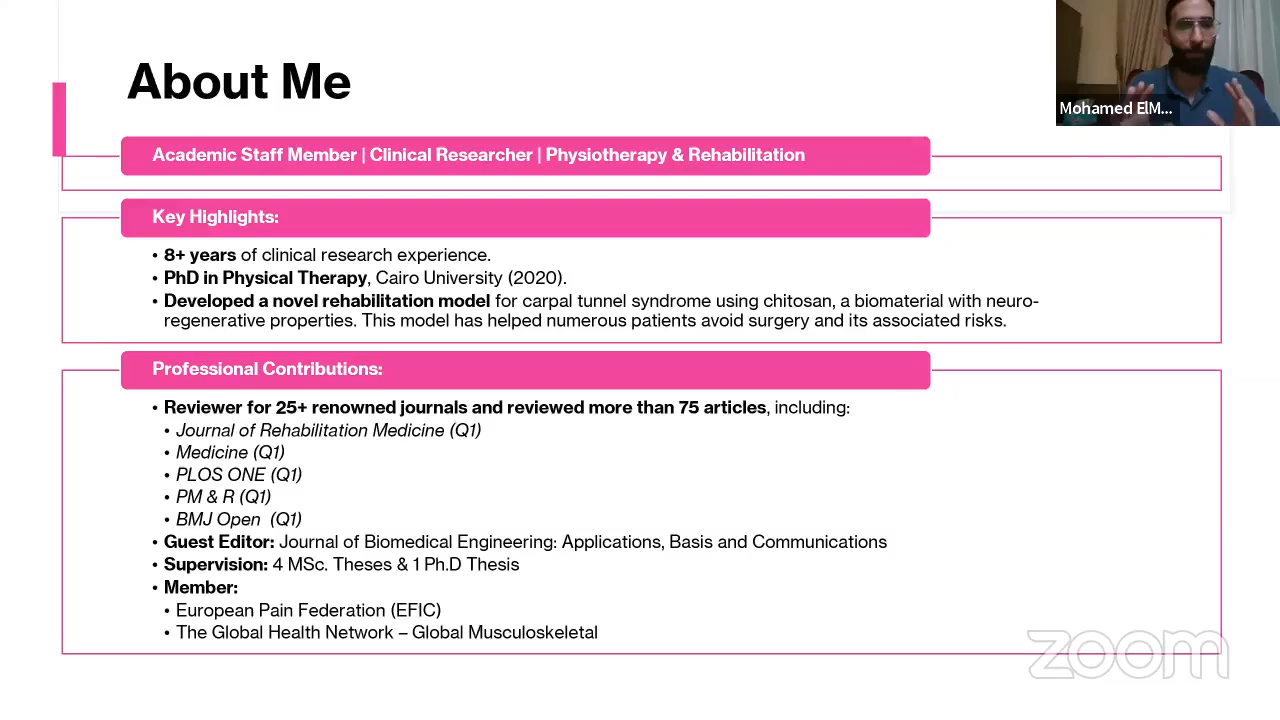 About Me
Mohamed ElM...
Academic Staff Member | Clinical Researcher | Physiotherapy & Rehabilitation
Key Highlights:
• 8+ years of clinical research experience.
• PhD in Physical Therapy, Cairo University (2020).
• Developed a novel rehabilitation model for carpal tunnel syndrome using chitosan, a biomaterial with neuro-
regenerative properties. This model has helped numerous patients avoid surgery and its associated risks.
Professional Contributions:
• Reviewer for 25+ renowned journals and reviewed more than 75 articles, including:
• Journal of Rehabilitation Medicine (Q1)
• Medicine (Q1)
• PLOS ONE (Q1)
• PM & R (Q1)
• BMJ Open (Q1)
• Guest Editor: Journal of Biomedical Engineering: Applications, Basis and Communications
• Supervision: 4 MSc. Theses & 1 Ph.D Thesis
• Member:
• European Pain Federation (EFIC)
• The Global Health Network – Global Musculoskeletal
zoom